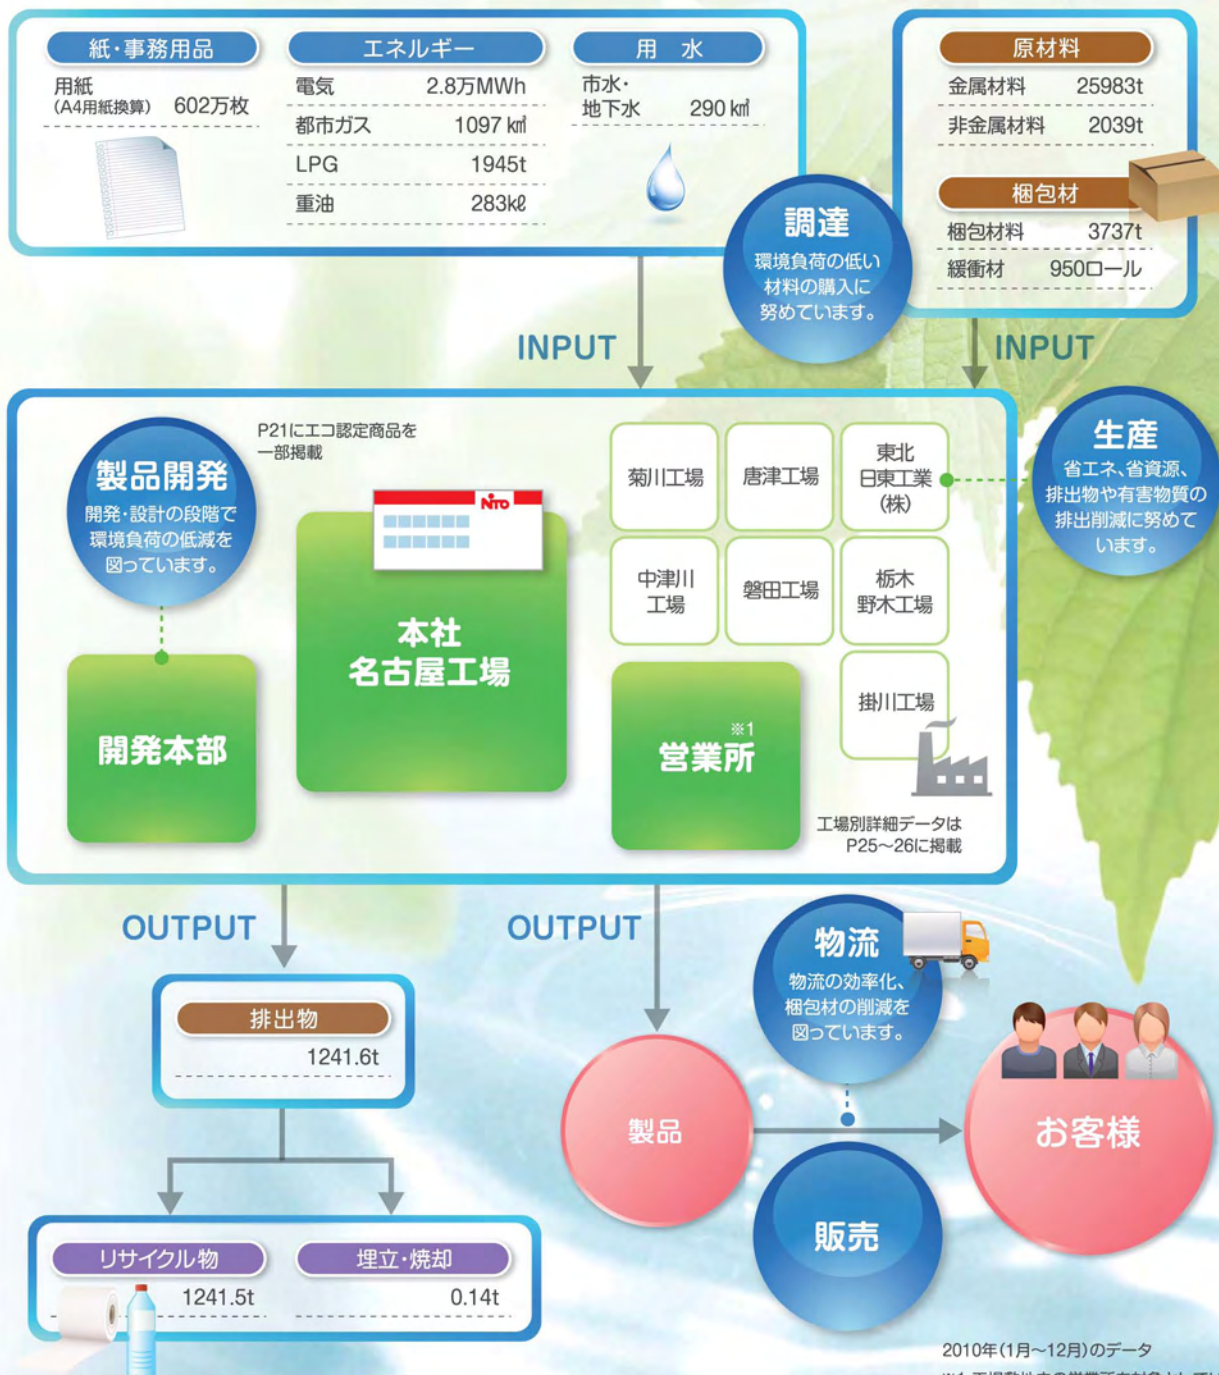 紙・事務用品
用紙
(A4用紙換算) 602万枚
エネルギー
電気 2.8万MWh
都市ガス 1097 k㎥
LPG 1945t
重油 283kℓ
用 水
市水・
地下水 290 k㎥
原材料
金属材料 25983t
非金属材料 2039t
梱包材
梱包材料 3737t
緩衝材 950ロール
調達
環境負荷の低い
材料の購入に
努めています。
INPUT
INPUT
製品開発
開発・設計の段階で
環境負荷の低減を
図っています。
P21にエコ認定商品を
一部掲載
NITO
本社
名古屋工場
開発本部
菊川工場
唐津工場
東北
日東工業
(株)
中津川
工場
磐田工場
栃木
野木工場
掛川工場
※1
営業所
工場別詳細データは
P25～26に掲載
生産
省エネ、省資源、
排出物や有害物質の
排出削減に努めて
います。
OUTPUT
OUTPUT
排出物
1241.6t
リサイクル物
1241.5t
埋立・焼却
0.14t
物流
物流の効率化、
梱包材の削減を
図っています。
製品
販売
お客様
2010年(1月～12月)のデータ